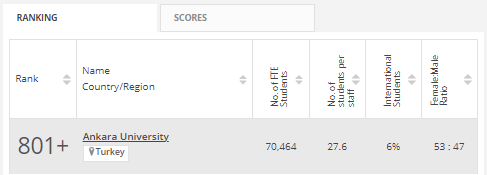 RANKING
SCORES
Rank
Name
Country/Region
No. of FTE
Students
No. of
students per
staff
International
Students
Female:Male
Ratio
801+
Ankara University
Turkey
70,464
27.6
6%
53 : 47